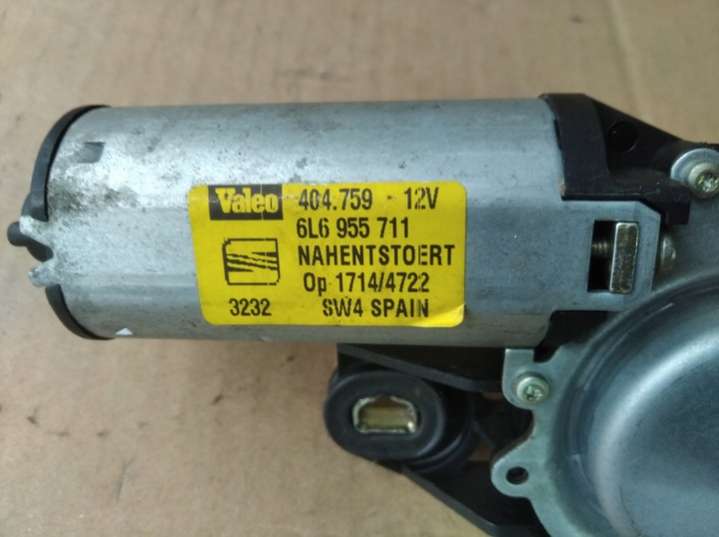 Valeo 404.759 12V
6L6 955 711
NAHENTSTOERT
Op 1714/4722
3232 SW4 SPAIN